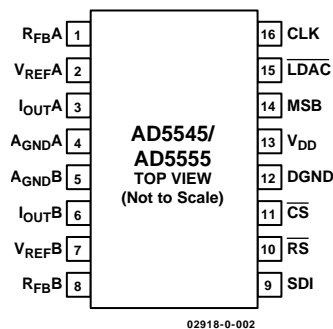 RFBA 1
VREFA 2
IOUTA 3
AGNDA 4
AGNDB 5
IOUTB 6
VREFB 7
RFBB 8
AD5545/
AD5555
TOP VIEW
(Not to Scale)
16 CLK
15 LDAC
14 MSB
13 VDD
12 DGND
11 CS
10 RS
9 SDI
02918-0-002